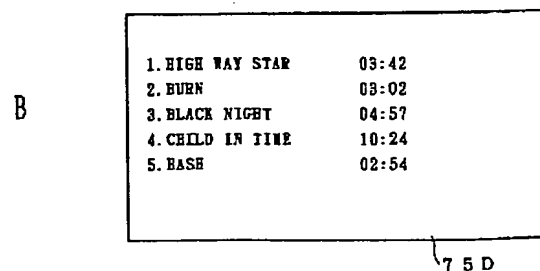 1. HIGH WAY STAR 03:42
2. BURN 03:02
B
3. BLACK NIGHT 04:57
4. CHILD IN TIME 10:24
5. BASH 02:54
75D